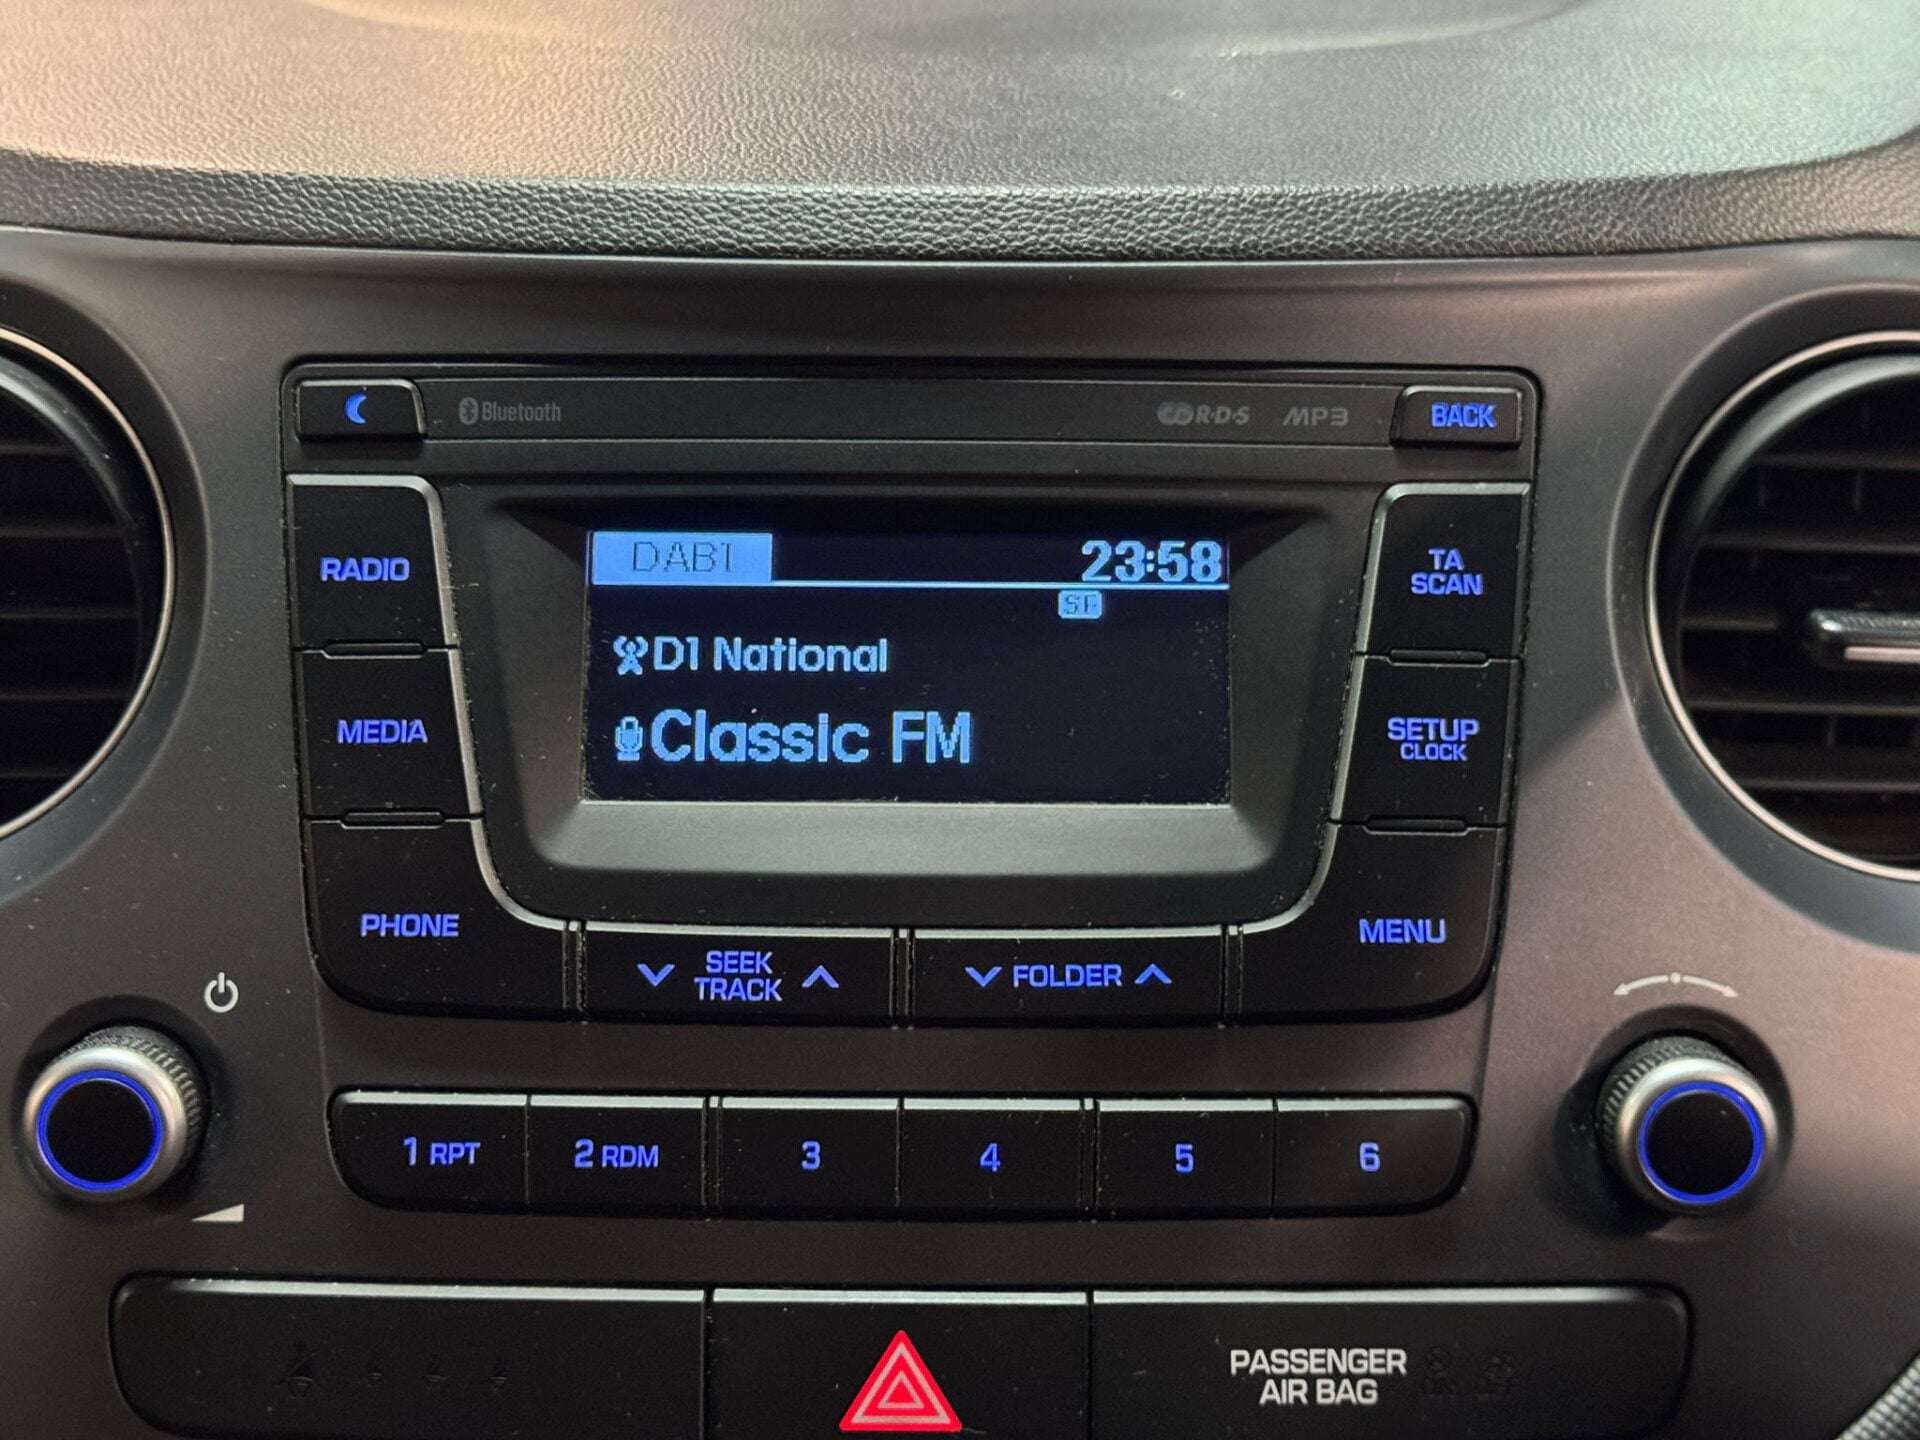 Bluetooth
R·D·S
MP3
BACK
RADIO
DAB1
23:58
TA
SCAN
SF
D1 National
MEDIA
Classic FM
SETUP
CLOCK
PHONE
SEEK
TRACK
FOLDER
MENU
1 RPT
2 RDM
3
4
5
6
PASSENGER
AIR BAG